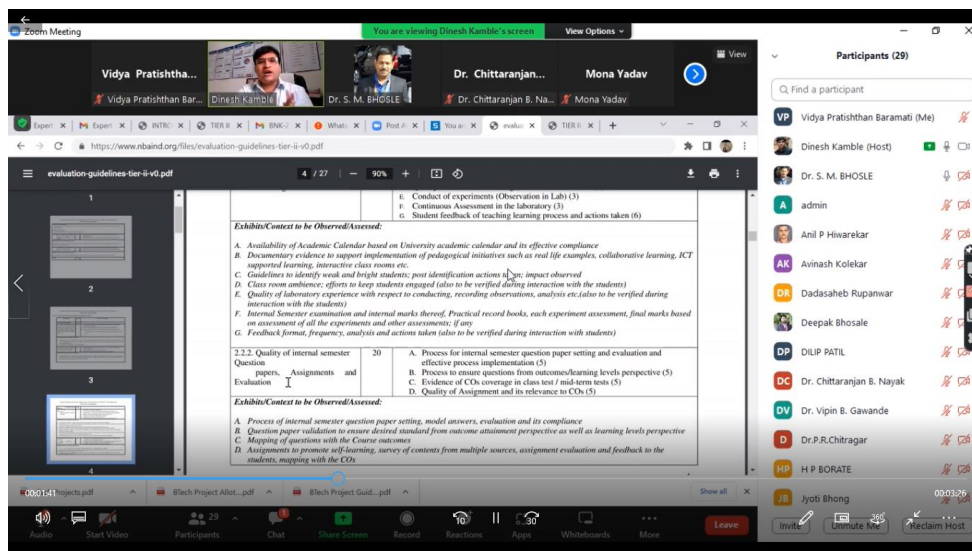 Zoom Meeting
You are viewing Dinesh Kamble's screen
View Options
Vidya Pratishtha...
Dr. Chittaranjan...
Mona Yadav
View
Vidya Pratishthan Bar...
Dinesh Kamble
Dr. S. M. BHOSLE
Dr. Chittaranjan B. Na...
Mona Yadav
Participants (29)
Find a participant
Vidya Pratishthan Baramati (Me)
Dinesh Kamble (Host)
Dr. S. M. BHOSLE
admin
Anil P Hiwarekar
Avinash Kolekar
Dadasaheb Rupanwar
Deepak Bhosale
DILIP PATIL
Dr. Chittaranjan B. Nayak
Dr. Vipin B. Gawande
Dr.P.R.Chitragar
H P BORATE
Jyoti Bhong
Invite
Unmute Me
Reclaim Host
https://www.nbaind.org/files/evaluation-guidelines-tier-ii-v0.pdf
evaluation-guidelines-tier-ii-v0.pdf
4 / 27
90%
1
2
3
4
E. Conduct of experiments (Observation in Lab) (3)
F. Continuous Assessment in the laboratory (3)
G. Student feedback of teaching learning process and actions taken (6)
Exhibits/Context to be Observed/Assessed:
A. Availability of Academic Calendar based on University academic calendar and its effective compliance
B. Documentary evidence to support implementation of pedagogical initiatives such as real life examples, collaborative learning, ICT
supported learning, interactive class rooms etc.
C. Guidelines to identify weak and bright students; post identification actions taken; impact observed
D. Class room ambience; efforts to keep students engaged (also to be verified during interaction with the students)
E. Quality of laboratory experience with respect to conducting, recording observations, analysis etc.(also to be verified during
interaction with the students)
F. Internal Semester examination and internal marks thereof, Practical record books, each experiment assessment, final marks based
on assessment of all the experiments and other assessments; if any
G. Feedback format, frequency, analysis and actions taken (also to be verified during interaction with students)
2.2.2. Quality of internal semester
Question
papers, Assignments and
Evaluation
20
A. Process for internal semester question paper setting and evaluation and
effective process implementation (5)
B. Process to ensure questions from outcomes/learning levels perspective (5)
C. Evidence of COs coverage in class test / mid-term tests (5)
D. Quality of Assignment and its relevance to COs (5)
Exhibits/Context to be Observed/Assessed:
A. Process of internal semester question paper setting, model answers, evaluation and its compliance
B. Question paper validation to ensure desired standard from outcome attainment perspective as well as learning levels perspective
C. Mapping of questions with the Course outcomes
D. Assignments to promote self-learning, survey of contents from multiple sources, assignment evaluation and feedback to the
students, mapping with the COs
00:01:41
00:03:26
BTech Project Allot...pdf
BTech Project Guid...pdf
Show all
Audio
Start Video
Participants
29
Chat
Share Screen
Record
Reactions
Apps
Whiteboards
More
Leave
10
30
360°